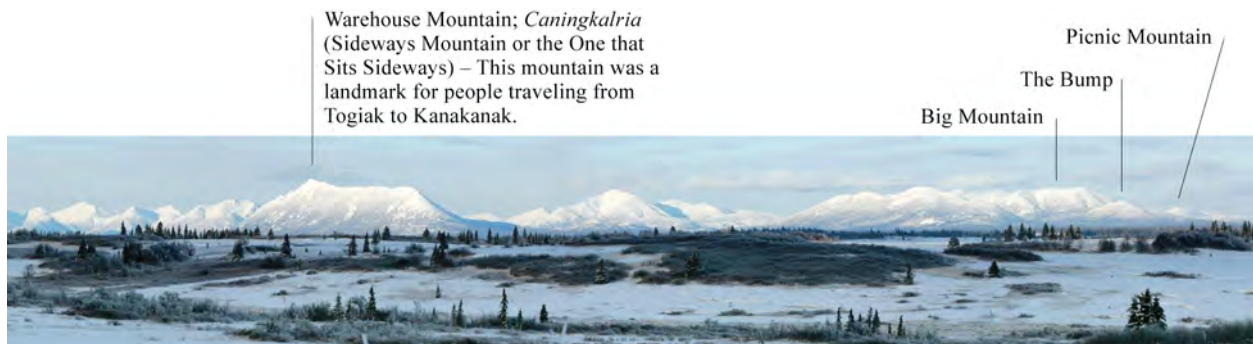 Warehouse Mountain; Caningkalria
(Sideways Mountain or the One that
Sits Sideways) – This mountain was a
landmark for people traveling from
Togiak to Kanakanak.
Picnic Mountain
The Bump
Big Mountain